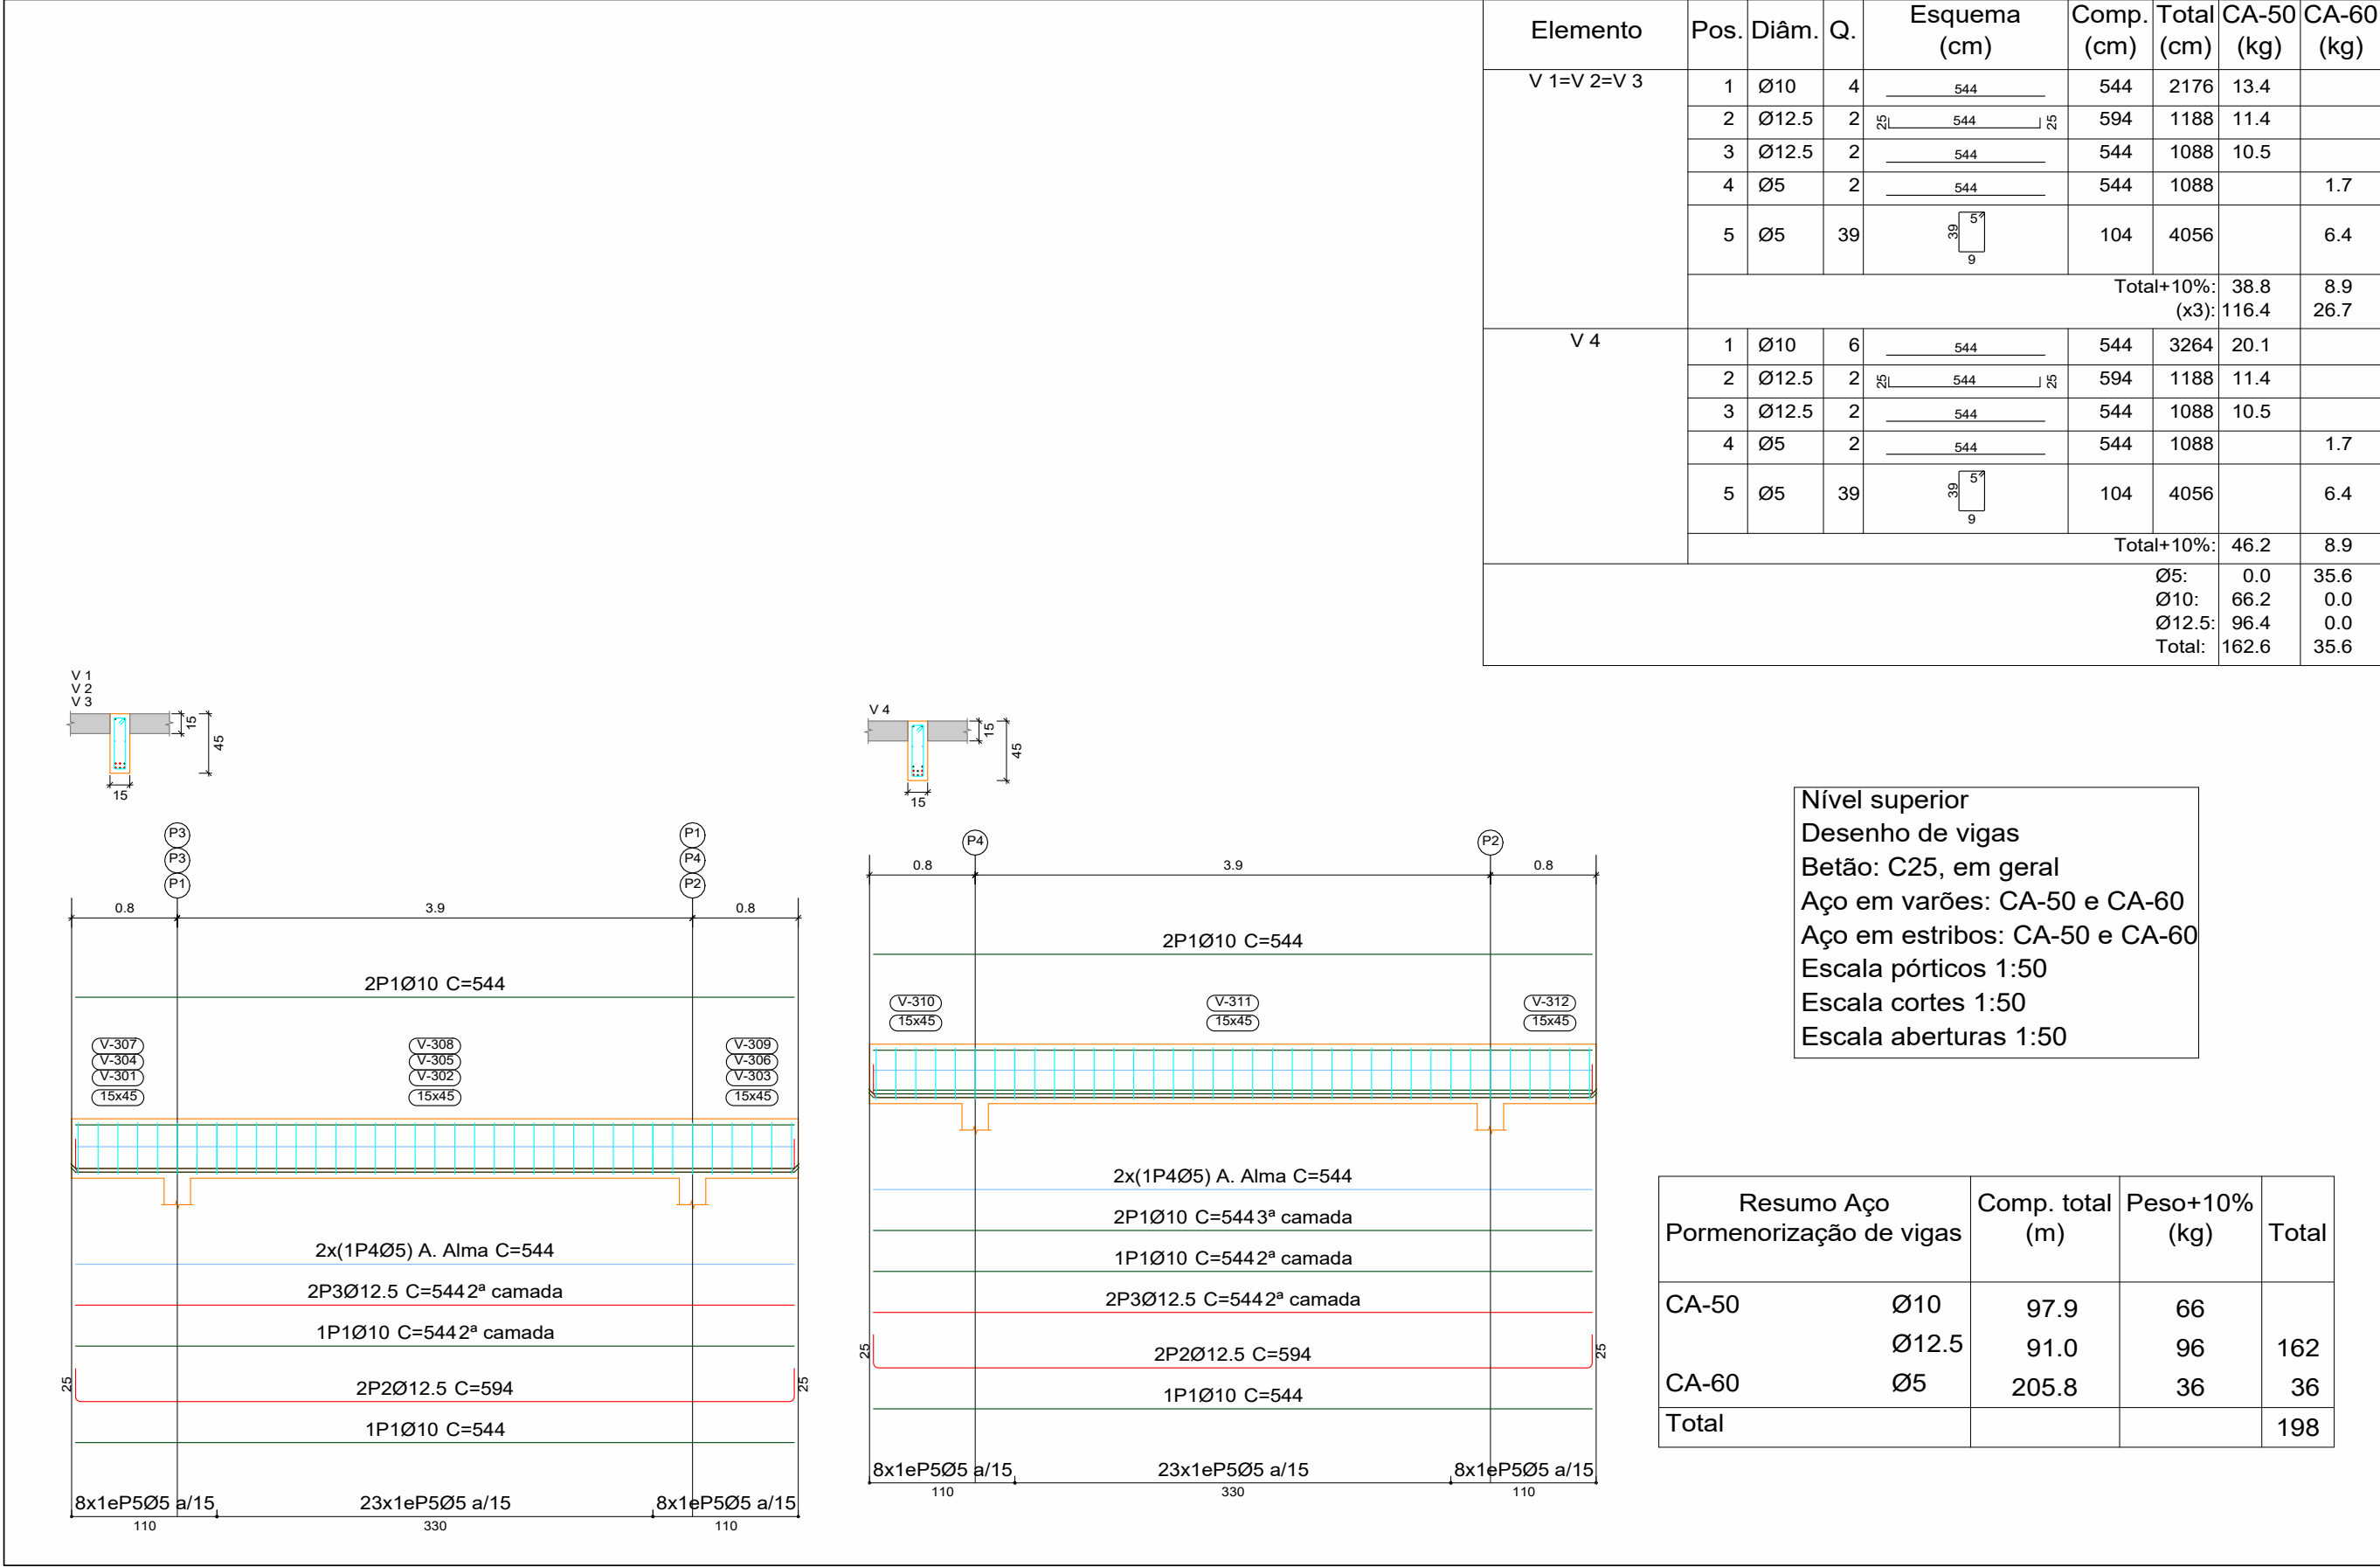 Elemento Pos. Diâm. Q. Esquema (cm) Comp. (cm) Total (cm) CA-50 (kg) CA-60 (kg)
V 1=V 2=V 3
1 Ø10 4 544 544 2176 13.4
2 Ø12.5 2 25 544 25 594 1188 11.4
3 Ø12.5 2 544 544 1088 10.5
4 Ø5 2 544 544 1088 1.7
5 Ø5 39 39 5 9 104 4056 6.4
Total+10%: 38.8 8.9
(x3): 116.4 26.7
V 4
1 Ø10 6 544 544 3264 20.1
2 Ø12.5 2 25 544 25 594 1188 11.4
3 Ø12.5 2 544 544 1088 10.5
4 Ø5 2 544 544 1088 1.7
5 Ø5 39 39 5 9 104 4056 6.4
Total+10%: 46.2 8.9
Ø5: 0.0 35.6
Ø10: 66.2 0.0
Ø12.5: 96.4 0.0
Total: 162.6 35.6
V 1
V 2
V 3
15
45
15
P3 P1
P3 P4
P1 P2
0.8 3.9 0.8
2P1Ø10 C=544
V-307 V-308 V-309
V-304 V-305 V-306
V-301 V-302 V-303
15x45 15x45 15x45
2x(1P4Ø5) A. Alma C=544
2P3Ø12.5 C=544 2ª camada
1P1Ø10 C=544 2ª camada
25 2P2Ø12.5 C=594 25
1P1Ø10 C=544
8x1eP5Ø5 a/15 23x1eP5Ø5 a/15 8x1eP5Ø5 a/15
110 330 110
V 4
15
45
15
P4 P2
0.8 3.9 0.8
2P1Ø10 C=544
V-310 V-311 V-312
15x45 15x45 15x45
2x(1P4Ø5) A. Alma C=544
2P1Ø10 C=544 3ª camada
1P1Ø10 C=544 2ª camada
2P3Ø12.5 C=544 2ª camada
25 2P2Ø12.5 C=594 25
1P1Ø10 C=544
8x1eP5Ø5 a/15 23x1eP5Ø5 a/15 8x1eP5Ø5 a/15
110 330 110
Nível superior
Desenho de vigas
Betão: C25, em geral
Aço em varões: CA-50 e CA-60
Aço em estribos: CA-50 e CA-60
Escala pórticos 1:50
Escala cortes 1:50
Escala aberturas 1:50
Resumo Aço Comp. total Peso+10%
Pormenorização de vigas (m) (kg) Total
CA-50 Ø10 97.9 66
Ø12.5 91.0 96 162
CA-60 Ø5 205.8 36 36
Total 198